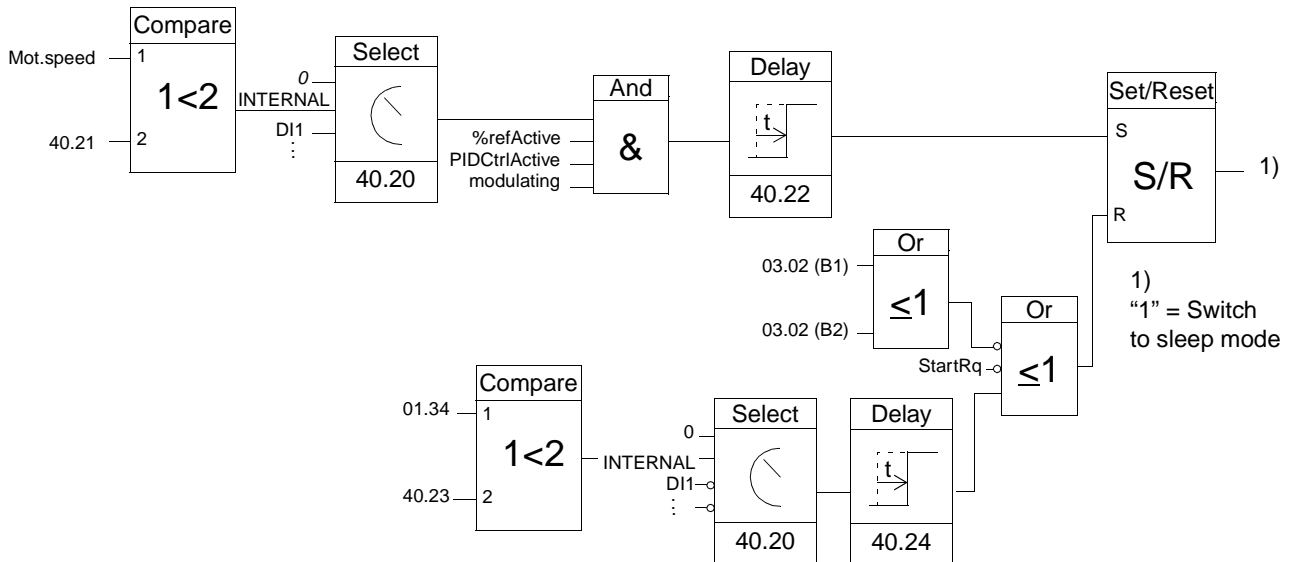 Compare
Mot.speed
1
1<2
40.21
2
INTERNAL
Select
0
DI1
⋮
40.20
And
%refActive
PIDCtrlActive
modulating
&
Delay
t
40.22
Set/Reset
S
S/R
R
1)
1)
“1” = Switch
to sleep mode
Or
03.02 (B1)
≤1
03.02 (B2)
Or
StartRq
≤1
Compare
01.34
1
1<2
40.23
2
INTERNAL
Select
0
DI1
⋮
40.20
Delay
t
40.24